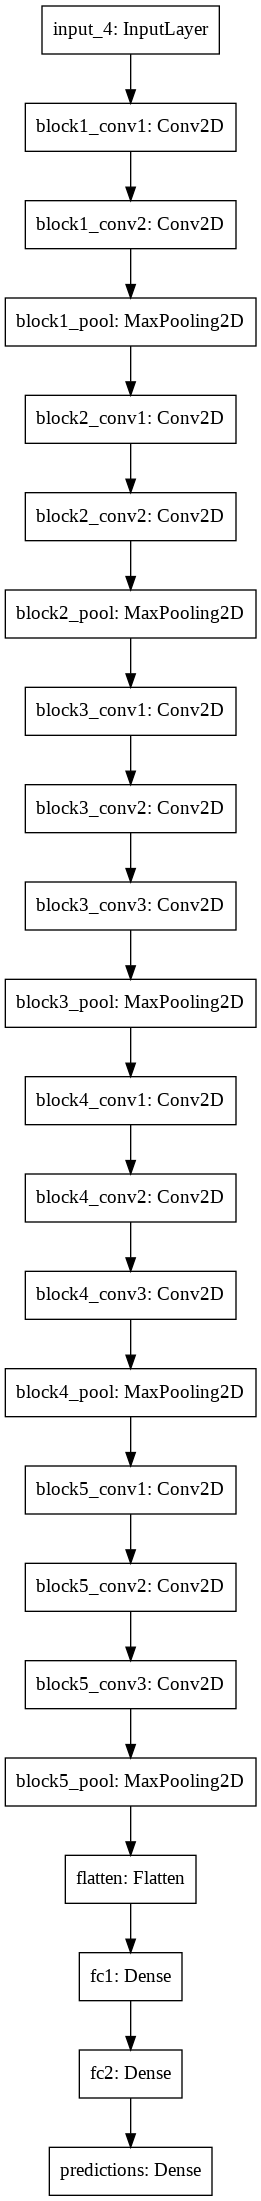 input_4: InputLayer
block1_conv1: Conv2D
block1_conv2: Conv2D
block1_pool: MaxPooling2D
block2_conv1: Conv2D
block2_conv2: Conv2D
block2_pool: MaxPooling2D
block3_conv1: Conv2D
block3_conv2: Conv2D
block3_conv3: Conv2D
block3_pool: MaxPooling2D
block4_conv1: Conv2D
block4_conv2: Conv2D
block4_conv3: Conv2D
block4_pool: MaxPooling2D
block5_conv1: Conv2D
block5_conv2: Conv2D
block5_conv3: Conv2D
block5_pool: MaxPooling2D
flatten: Flatten
fc1: Dense
fc2: Dense
predictions: Dense